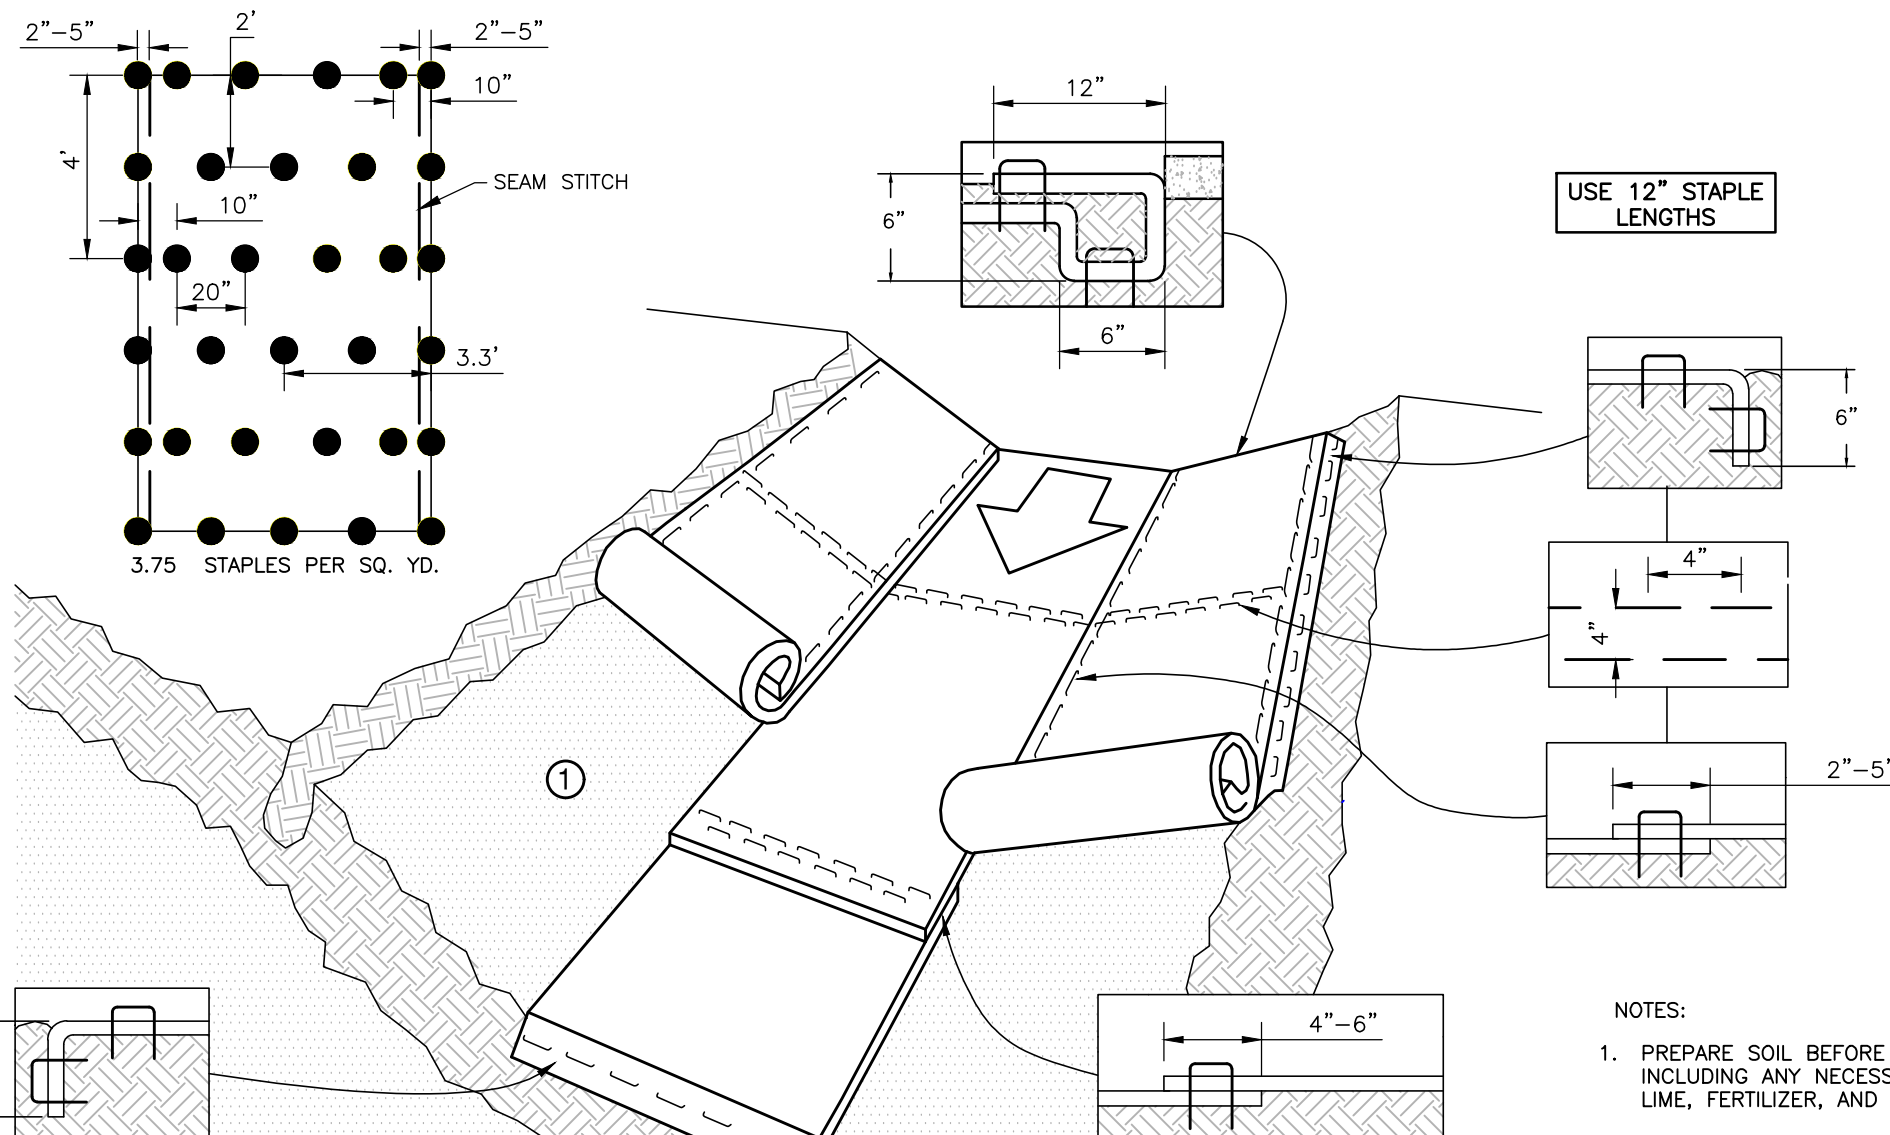 2"-5"
2'
2"-5"
10"
4'
SEAM STITCH
10"
20"
3.3'
3.75 STAPLES PER SQ. YD.
12"
6"
6"
USE 12" STAPLE
LENGTHS
6"
4"
4"
2"-5'
1
4"-6"
NOTES:
1. PREPARE SOIL BEFORE
INCLUDING ANY NECESS
LIME, FERTILIZER, AND